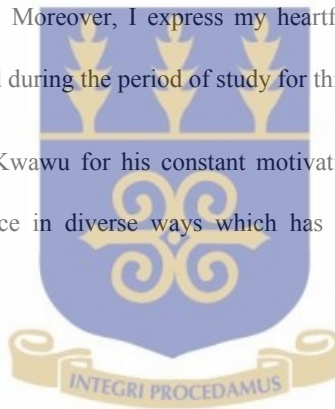 Moreover, I express my heartf
during the period of study for th
Kwawu for his constant motivat
ce in diverse ways which has
INTEGRI PROCEDAMUS